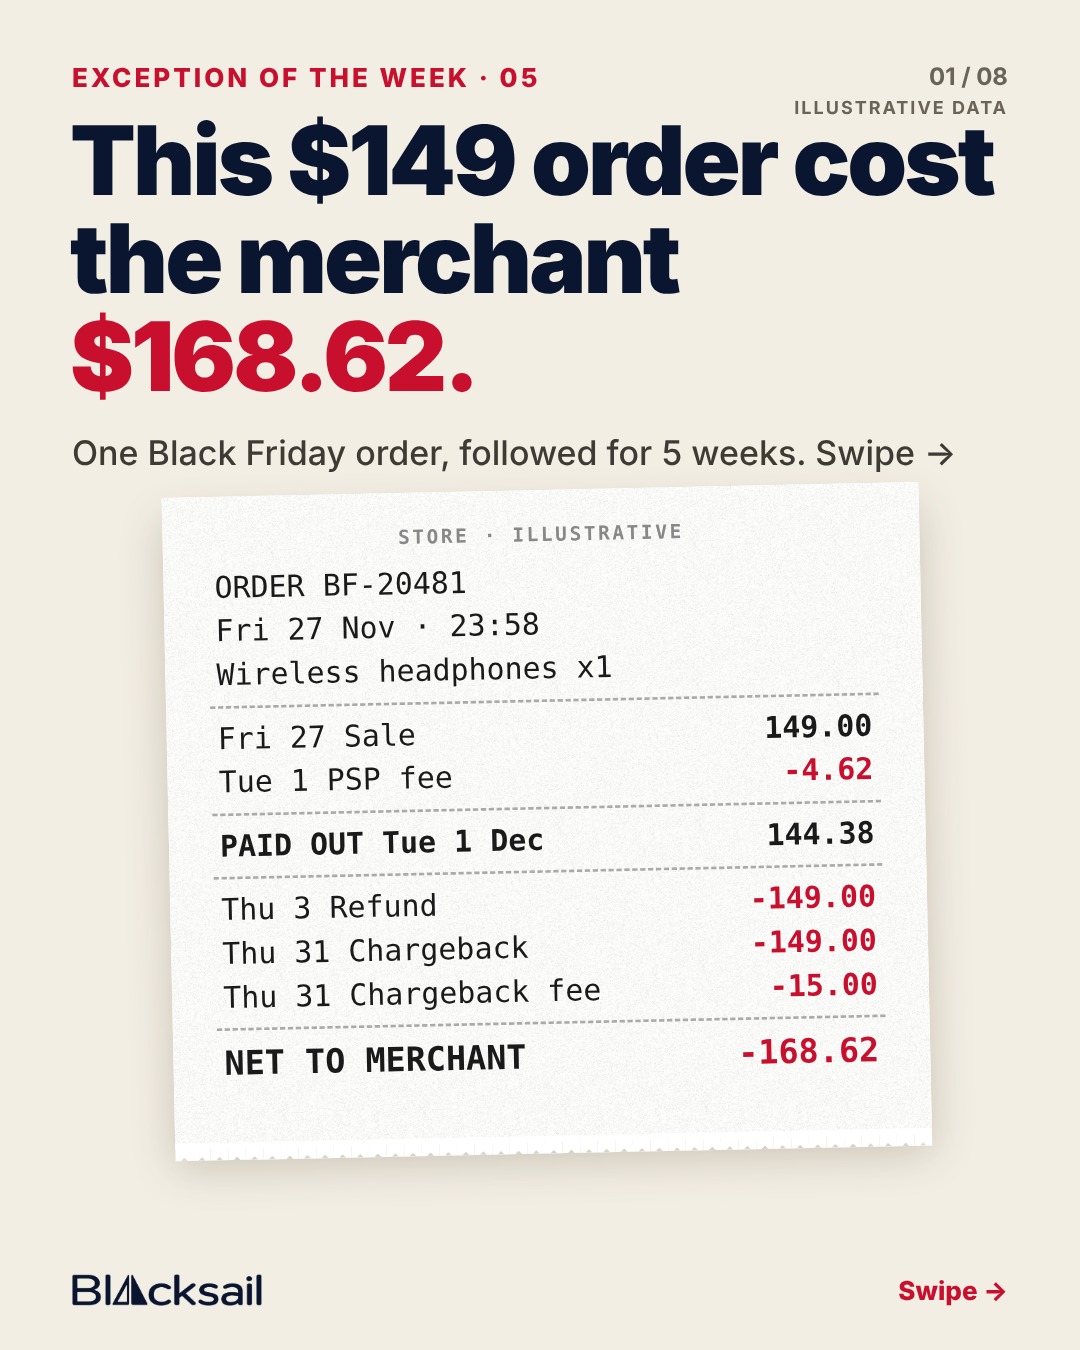 EXCEPTION OF THE WEEK · 05
01 / 08
ILLUSTRATIVE DATA
This $149 order cost
the merchant
$168.62.
One Black Friday order, followed for 5 weeks. Swipe →
STORE · ILLUSTRATIVE
ORDER BF-20481
Fri 27 Nov · 23:58
Wireless headphones x1
Fri 27 Sale 149.00
Tue 1 PSP fee -4.62
PAID OUT Tue 1 Dec 144.38
Thu 3 Refund -149.00
Thu 31 Chargeback -149.00
Thu 31 Chargeback fee -15.00
NET TO MERCHANT -168.62
Blacksail
Swipe →